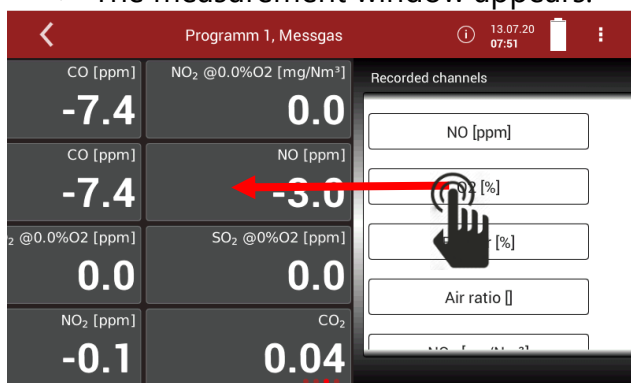 The measurement window appears.
Programm 1, Messgas
13.07.20
07:51
CO [ppm]
-7.4
NO₂ @0.0%O2 [mg/Nm³]
0.0
Recorded channels
CO [ppm]
-7.4
NO [ppm]
-3.0
@0.0%O2 [ppm]
0.0
SO₂ @0%O2 [ppm]
0.0
NO₂ [ppm]
-0.1
CO₂
0.04
NO [ppm]
[%]
[%]
Air ratio []